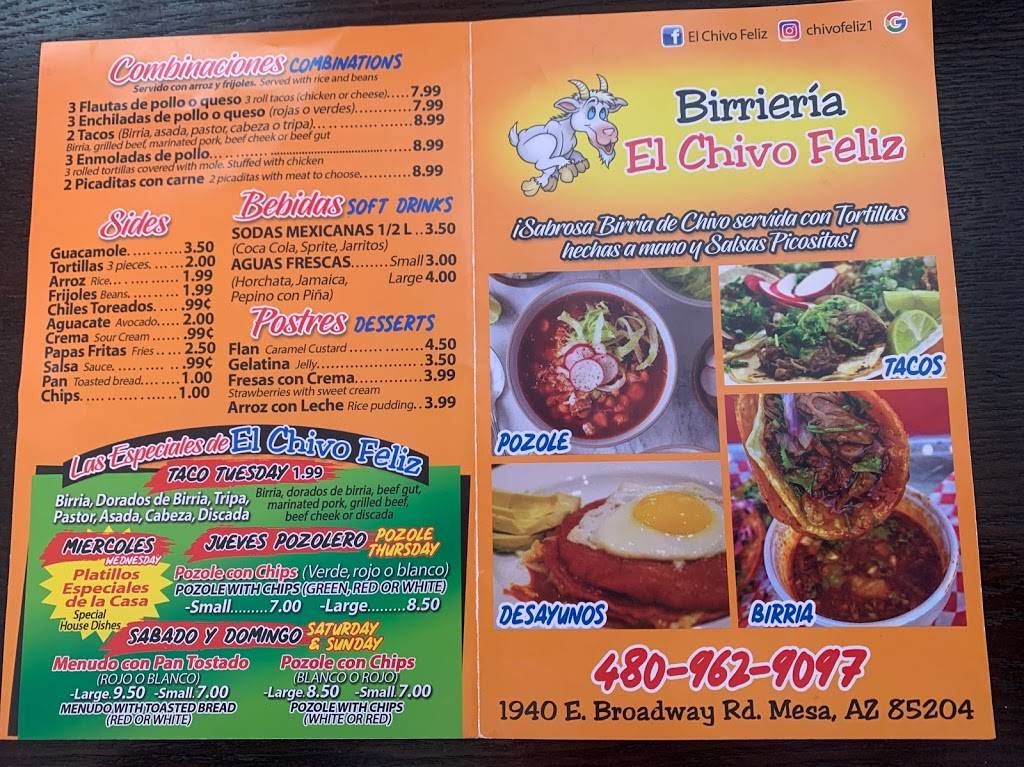 Combinaciones COMBINATIONS
Servido con arroz y frijoles. Served with rice and beans
3 Flautas de pollo o queso 3 roll tacos (chicken or cheese).....7.99
3 Enchiladas de pollo o queso (rojas o verdes)...........7.99
2 Tacos (Birria, asada, pastor, cabeza o tripa)...............8.99
Birria, grilled beef, marinated pork, beef cheek or beef gut
3 Enmoladas de pollo..................................................8.99
3 rolled tortillas covered with mole. Stuffed with chicken
2 Picaditas con carne 2 picaditas with meat to choose...........8.99
Sides
Guacamole......3.50
Tortillas 3 pieces......2.00
Arroz Rice............1.99
Frijoles Beans.......1.99
Chiles Toreados....99¢
Aguacate Avocado.....2.00
Crema Sour Cream......99¢
Papas Fritas Fries.....2.50
Salsa Sauce...........99¢
Pan Toasted bread.......1.00
Chips.................1.00
Bebidas SOFT DRINKS
SODAS MEXICANAS 1/2 L..3.50
(Coca Cola, Sprite, Jarritos)
AGUAS FRESCAS.......Small 3.00
(Horchata, Jamaica, Large 4.00
Pepino con Piña)
Postres DESSERTS
Flan Caramel Custard..............4.50
Gelatina Jelly.......................3.50
Fresas con Crema.............3.99
Strawberries with sweet cream
Arroz con Leche Rice pudding..3.99
Las Especiales de El Chivo Feliz
TACO TUESDAY 1.99
Birria, Dorados de Birria, Tripa,
Pastor, Asada, Cabeza, Discada
Birria, dorados de birria, beef gut,
marinated pork, grilled beef,
beef cheek or discada
MIERCOLES
WEDNESDAY
Platillos
Especiales
de la Casa
Special
House Dishes
JUEVES POZOLERO POZOLE
THURSDAY
Pozole con Chips (Verde, rojo o blanco)
POZOLE WITH CHIPS (GREEN, RED OR WHITE)
-Small.........7.00 -Large.........8.50
SABADO Y DOMINGO SATURDAY
& SUNDAY
Menudo con Pan Tostado
(ROJO O BLANCO)
-Large.9.50 -Small.7.00
MENUDO WITH TOASTED BREAD
(RED OR WHITE)
Pozole con Chips
(BLANCO O ROJO)
-Large.8.50 -Small.7.00
POZOLE WITH CHIPS
(WHITE OR RED)
f El Chivo Feliz chivofeliz1 G
Birriería
El Chivo Feliz
¡Sabrosa Birria de Chivo servida con Tortillas
hechas a mano y Salsas Picositas!
POZOLE
TACOS
DESAYUNOS
BIRRIA
480-962-9097
1940 E. Broadway Rd. Mesa, AZ 85204